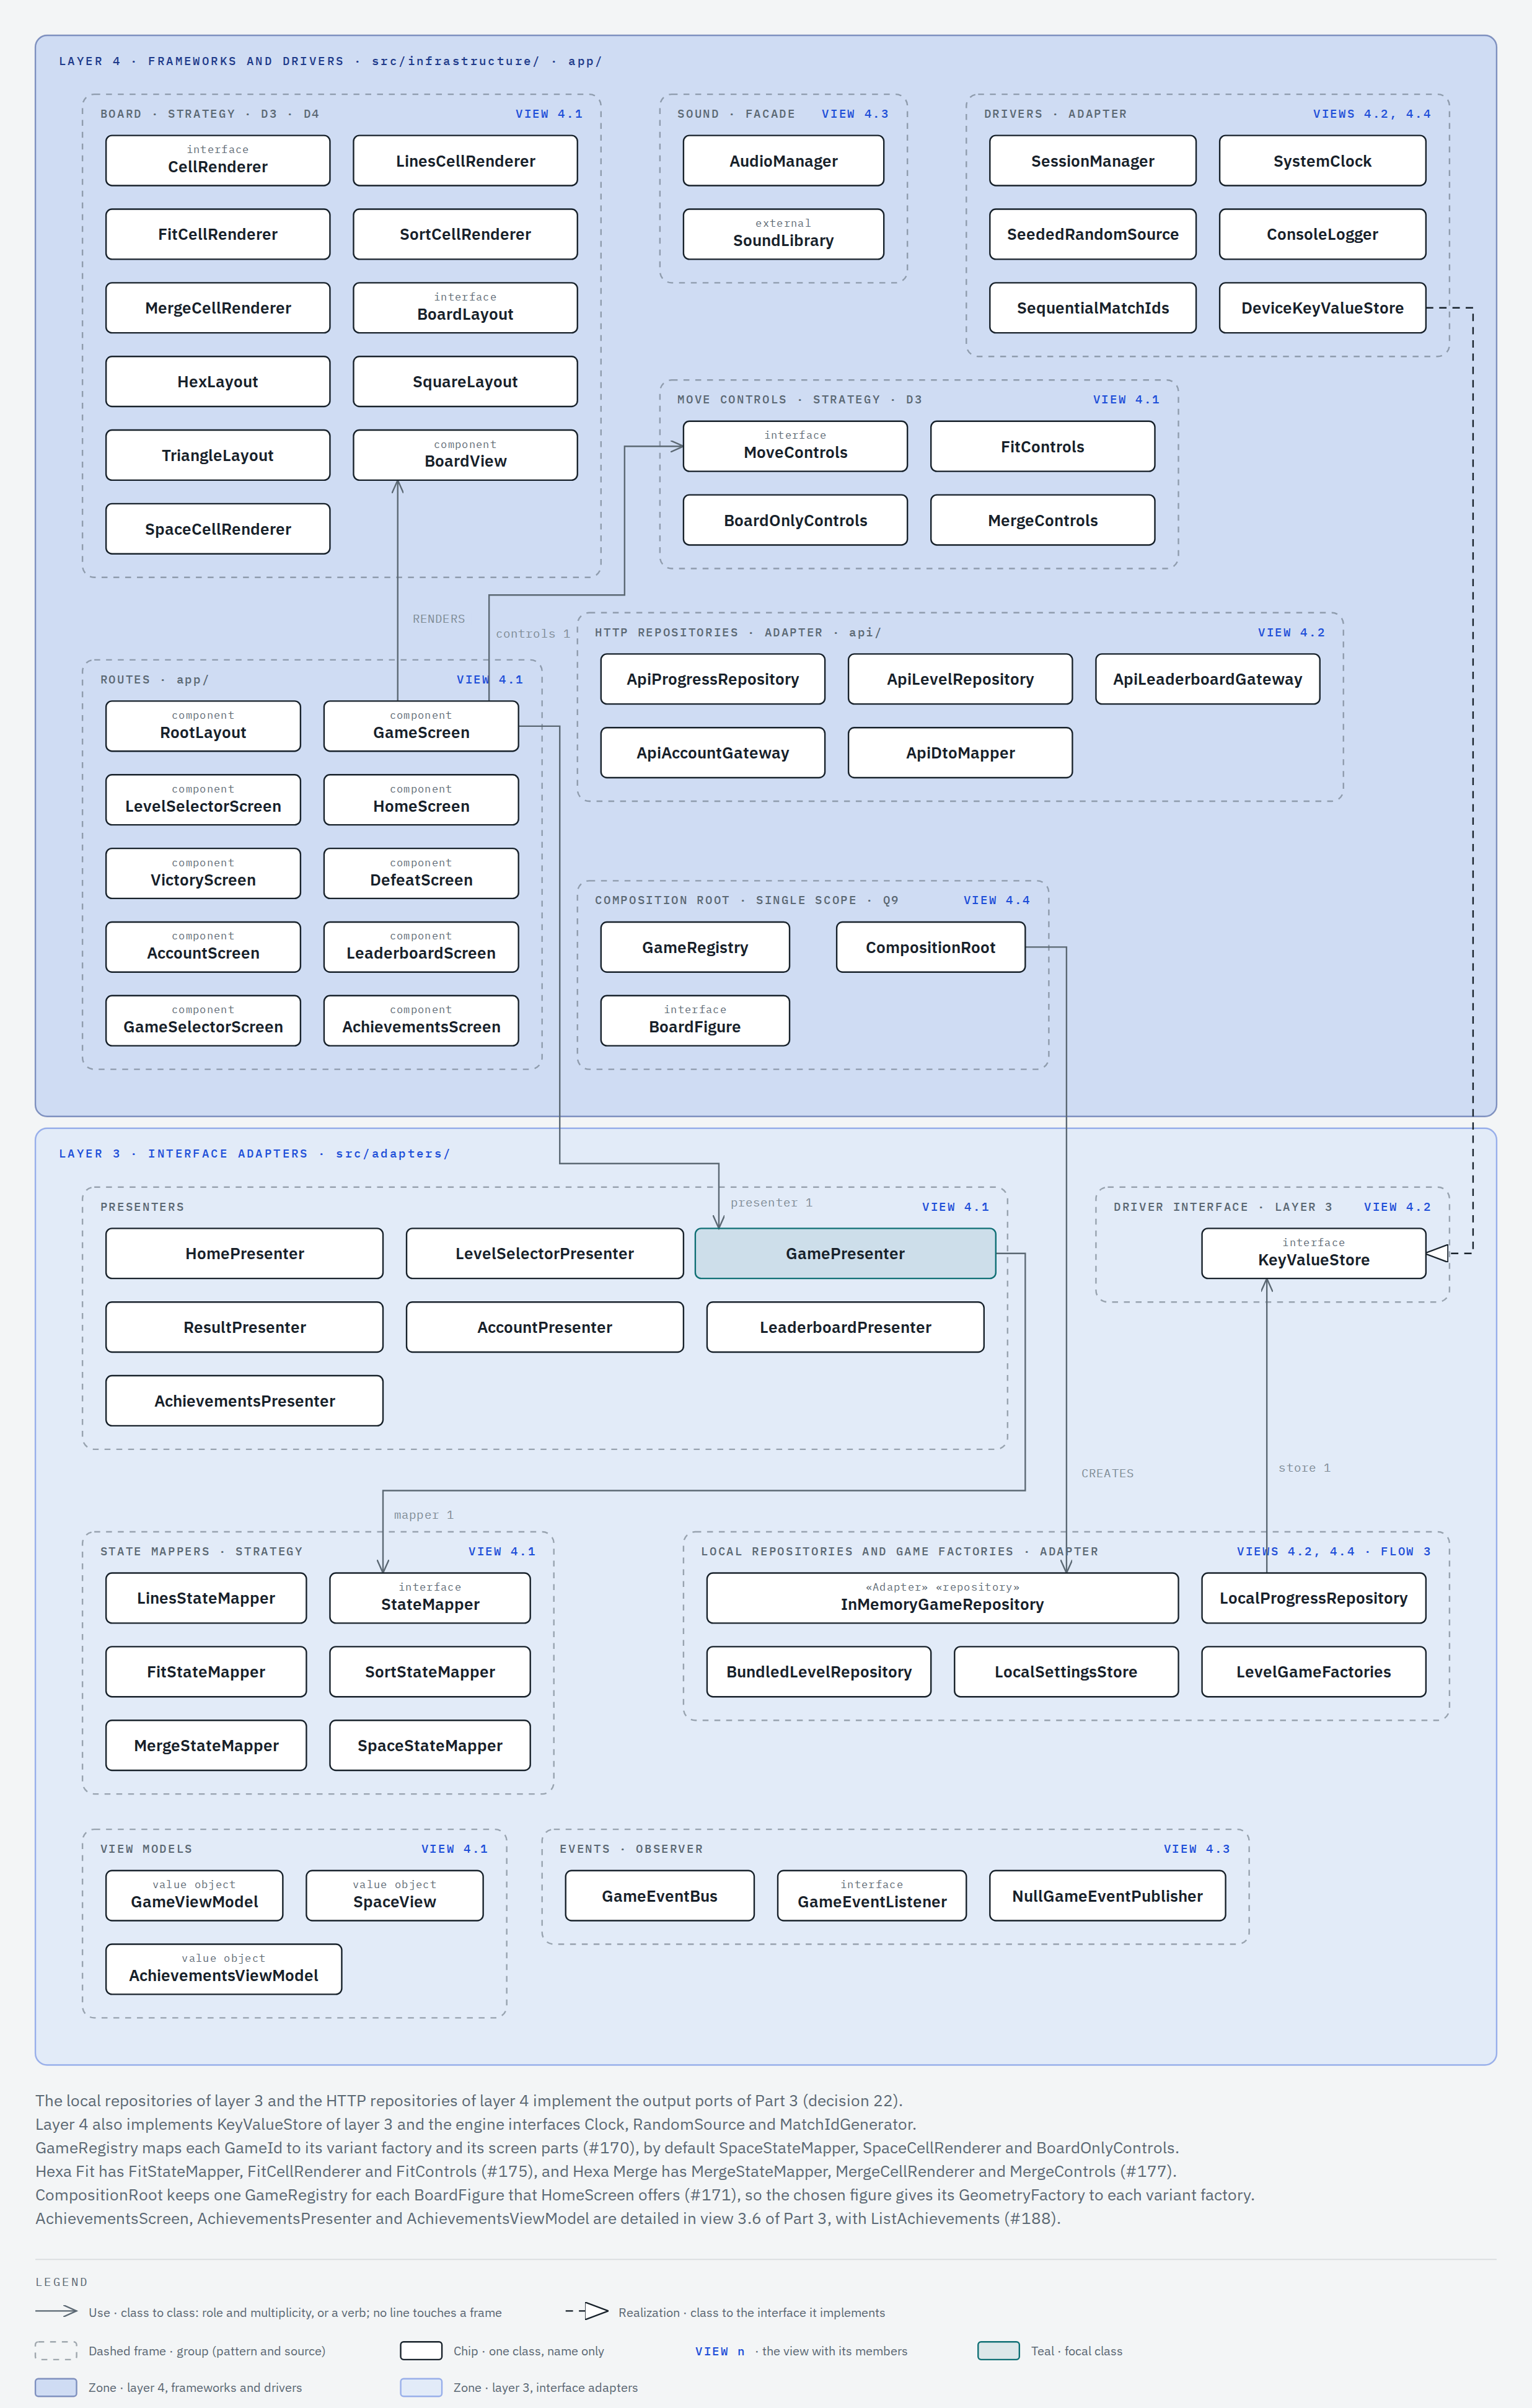 LAYER 4 · FRAMEWORKS AND DRIVERS · src/infrastructure/ · app/
BOARD · STRATEGY · D3 · D4 VIEW 4.1
interface
CellRenderer
LinesCellRenderer
FitCellRenderer
SortCellRenderer
MergeCellRenderer
interface
BoardLayout
HexLayout
SquareLayout
TriangleLayout
component
BoardView
SpaceCellRenderer
SOUND · FACADE VIEW 4.3
AudioManager
external
SoundLibrary
DRIVERS · ADAPTER VIEWS 4.2, 4.4
SessionManager
SystemClock
SeededRandomSource
ConsoleLogger
SequentialMatchIds
DeviceKeyValueStore
MOVE CONTROLS · STRATEGY · D3 VIEW 4.1
interface
MoveControls
FitControls
BoardOnlyControls
MergeControls
RENDERS
controls 1
HTTP REPOSITORIES · ADAPTER · api/ VIEW 4.2
ApiProgressRepository
ApiLevelRepository
ApiLeaderboardGateway
ApiAccountGateway
ApiDtoMapper
ROUTES · app/ VIEW 4.1
component
RootLayout
component
GameScreen
component
LevelSelectorScreen
component
HomeScreen
component
VictoryScreen
component
DefeatScreen
component
AccountScreen
component
LeaderboardScreen
component
GameSelectorScreen
component
AchievementsScreen
COMPOSITION ROOT · SINGLE SCOPE · Q9 VIEW 4.4
GameRegistry
CompositionRoot
interface
BoardFigure
LAYER 3 · INTERFACE ADAPTERS · src/adapters/
PRESENTERS VIEW 4.1
presenter 1
HomePresenter
LevelSelectorPresenter
GamePresenter
ResultPresenter
AccountPresenter
LeaderboardPresenter
AchievementsPresenter
DRIVER INTERFACE · LAYER 3 VIEW 4.2
interface
KeyValueStore
CREATES
store 1
mapper 1
STATE MAPPERS · STRATEGY VIEW 4.1
LinesStateMapper
interface
StateMapper
FitStateMapper
SortStateMapper
MergeStateMapper
SpaceStateMapper
LOCAL REPOSITORIES AND GAME FACTORIES · ADAPTER VIEWS 4.2, 4.4 · FLOW 3
«Adapter» «repository»
InMemoryGameRepository
LocalProgressRepository
BundledLevelRepository
LocalSettingsStore
LevelGameFactories
VIEW MODELS VIEW 4.1
value object
GameViewModel
value object
SpaceView
value object
AchievementsViewModel
EVENTS · OBSERVER VIEW 4.3
GameEventBus
interface
GameEventListener
NullGameEventPublisher
The local repositories of layer 3 and the HTTP repositories of layer 4 implement the output ports of Part 3 (decision 22).
Layer 4 also implements KeyValueStore of layer 3 and the engine interfaces Clock, RandomSource and MatchIdGenerator.
GameRegistry maps each GameId to its variant factory and its screen parts (#170), by default SpaceStateMapper, SpaceCellRenderer and BoardOnlyControls.
Hexa Fit has FitStateMapper, FitCellRenderer and FitControls (#175), and Hexa Merge has MergeStateMapper, MergeCellRenderer and MergeControls (#177).
CompositionRoot keeps one GameRegistry for each BoardFigure that HomeScreen offers (#171), so the chosen figure gives its GeometryFactory to each variant factory.
AchievementsScreen, AchievementsPresenter and AchievementsViewModel are detailed in view 3.6 of Part 3, with ListAchievements (#188).
LEGEND
Use · class to class: role and multiplicity, or a verb; no line touches a frame
Realization · class to the interface it implements
Dashed frame · group (pattern and source)
Chip · one class, name only
VIEW n · the view with its members
Teal · focal class
Zone · layer 4, frameworks and drivers
Zone · layer 3, interface adapters